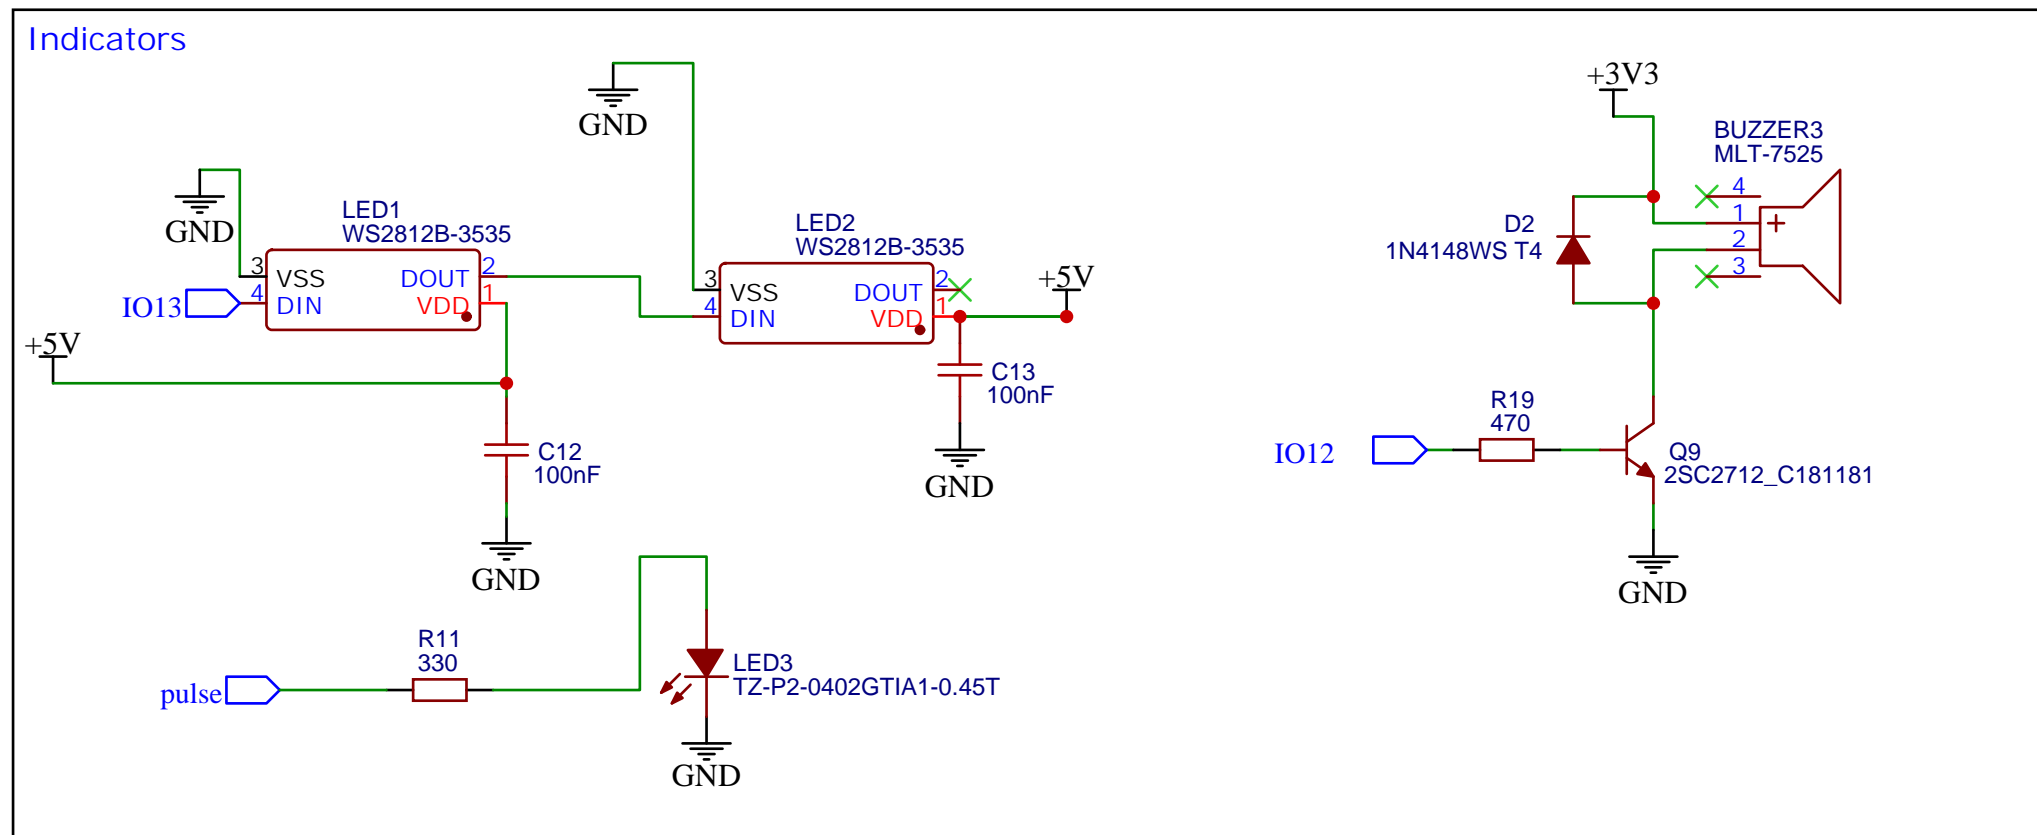 Indicators
GND
GND
LED1
WS2812B-3535
3
VSS
DOUT
2
IO13
4
DIN
VDD
1
+5V
C12
100nF
GND
LED2
WS2812B-3535
3
VSS
DOUT
2
4
DIN
VDD
1
+5V
C13
100nF
GND
pulse
R11
330
LED3
TZ-P2-0402GTIA1-0.45T
GND
+3V3
BUZZER3
MLT-7525
4
1
+
2
3
D2
1N4148WS T4
R19
470
IO12
Q9
2SC2712_C181181
GND